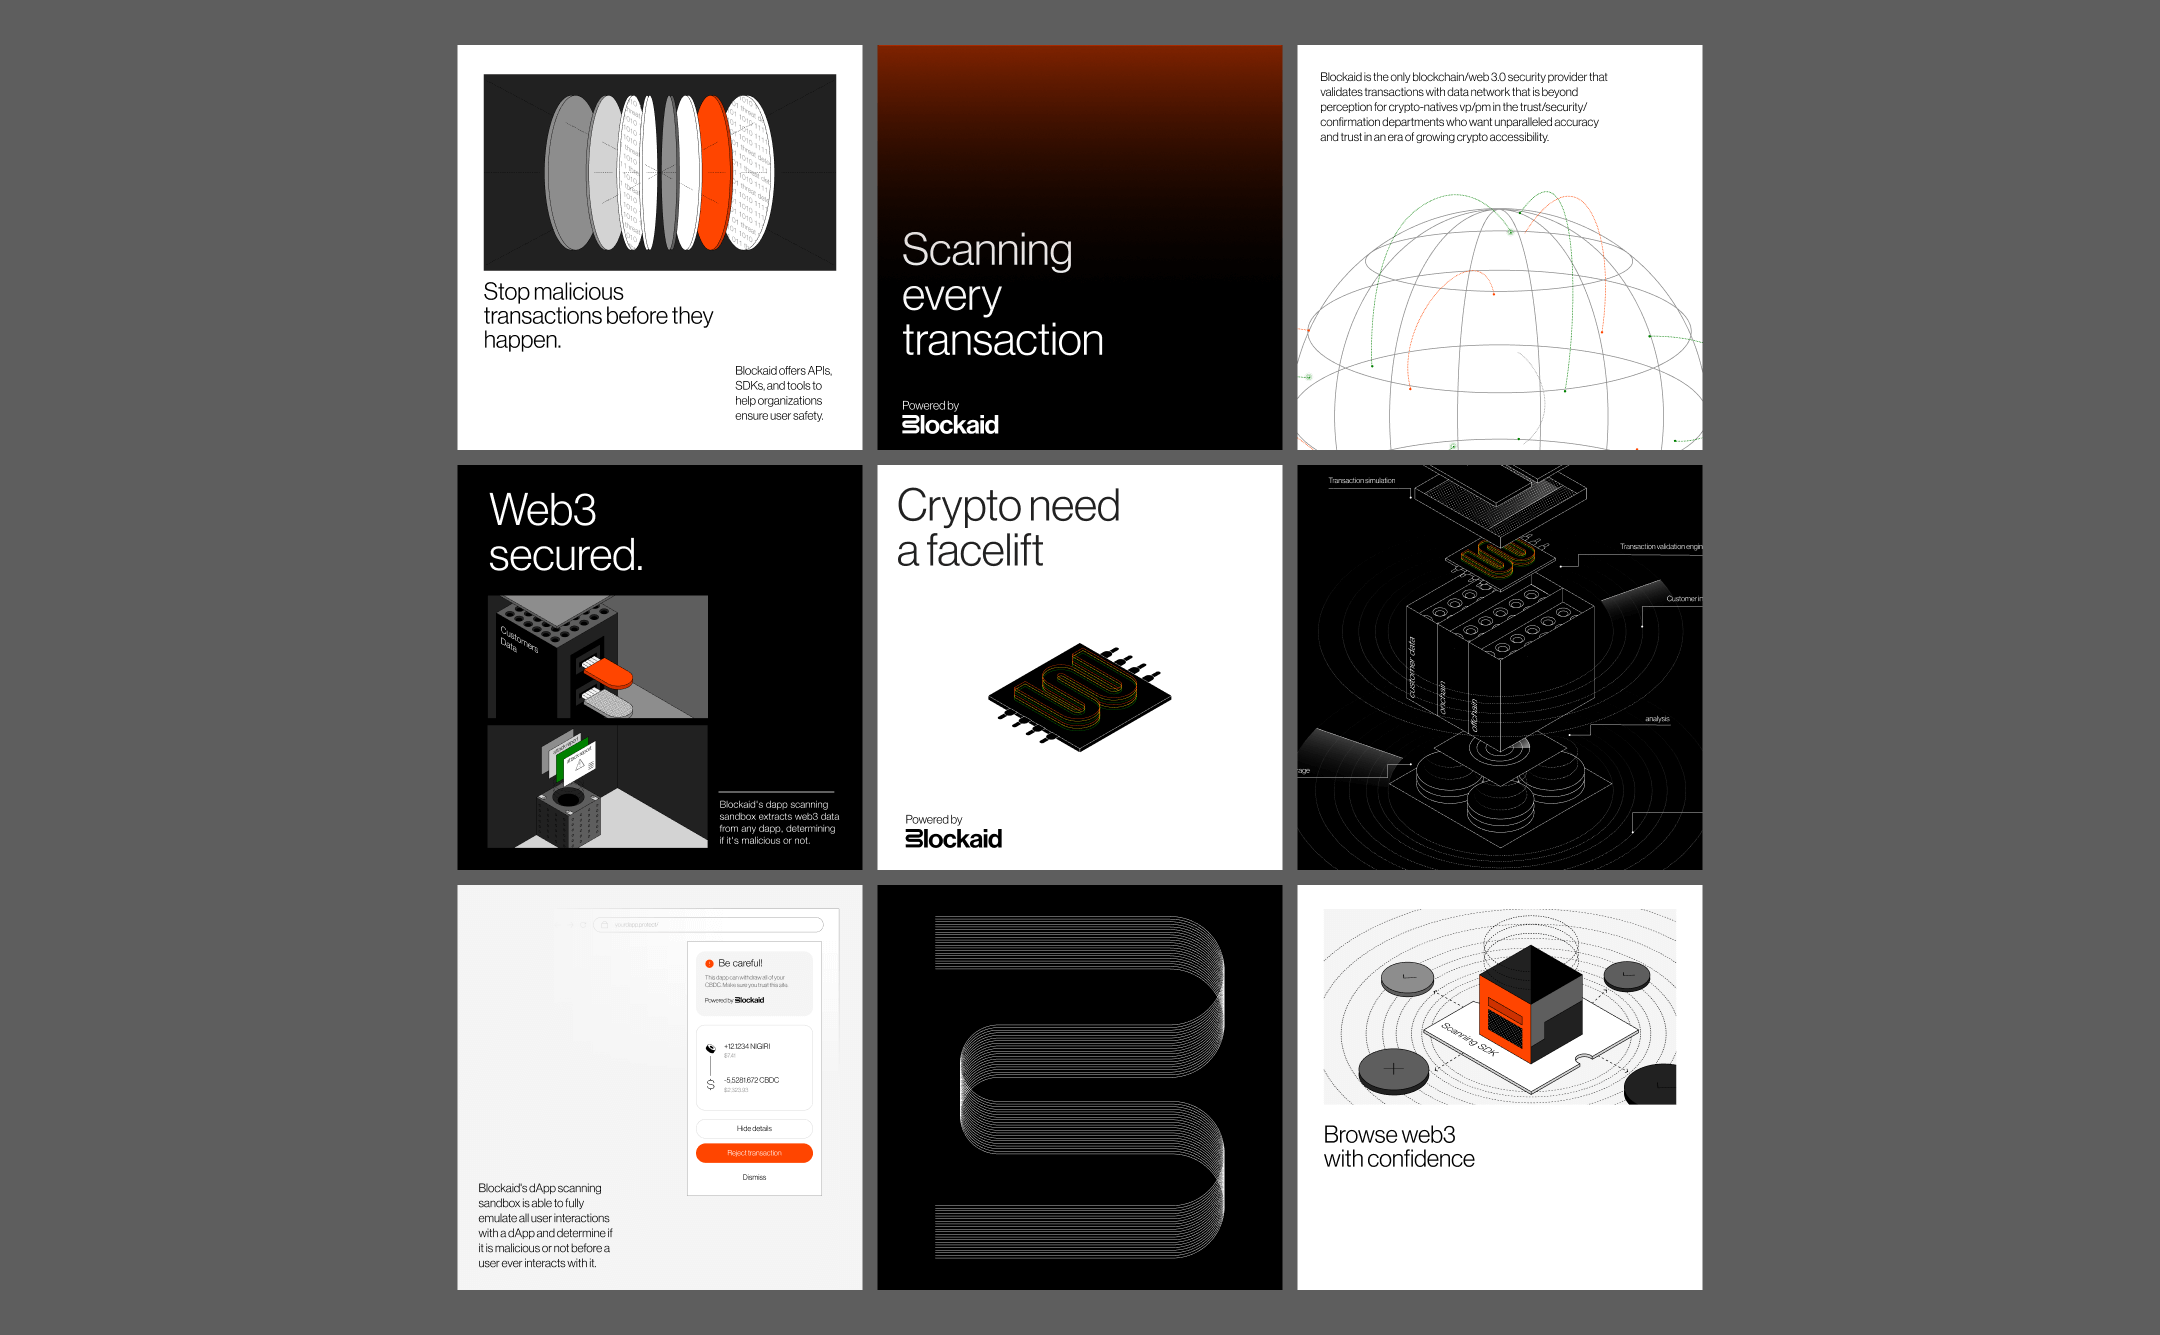 Stop malicious
transactions before they
happen.
Blockaid offers APIs,
SDKs, and tools to
help organizations
ensure user safety.
Scanning
every
transaction
Powered by
Blockaid
Blockaid is the only blockchain/web 3.0 security provider that
validates transactions with data network that is beyond
perception for crypto-natives vp/pm in the trust/security/
confirmation departments who want unparalleled accuracy
and trust in an era of growing crypto accessibility.
Web3
secured.
Customers
Data
Blockaid's dapp scanning
sandbox extracts web3 data
from any dapp, determining
if it's malicious or not.
Crypto need
a facelift
Powered by
Blockaid
Transaction simulation
Transaction validation engin
Customer in
customer data
onchain
offchain
analysis
rage
Be careful!
This dapp can withdraw all of your
CBDC. Make sure you trust this site.
Powered by Blockaid
+12.1234 NIGIRI
$7.41
-5,528.1672 CBDC
Hide details
Reject transaction
Dismiss
Blockaid's dApp scanning
sandbox is able to fully
emulate all user interactions
with a dApp and determine if
it is malicious or not before a
user ever interacts with it.
Scanning SDK
Browse web3
with confidence